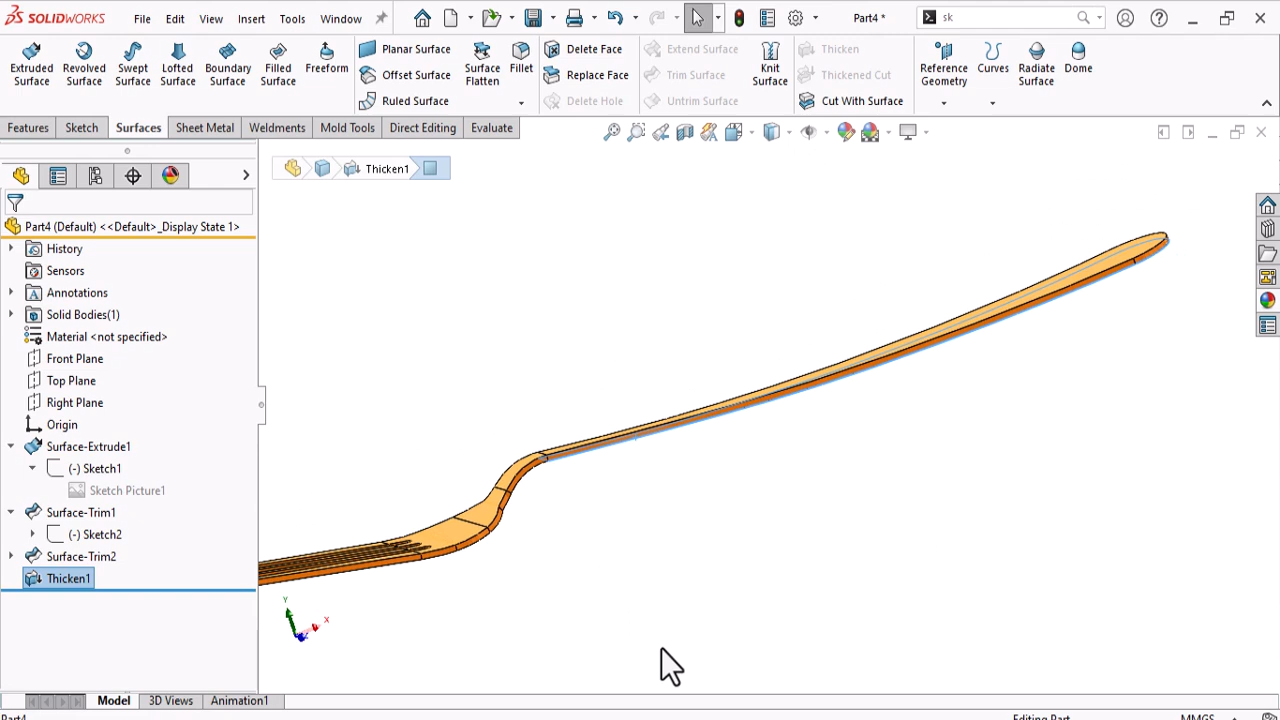 SOLIDWORKS File Edit View Insert Tools Window Part4 * sk
Extruded Surface Revolved Surface Swept Surface Lofted Surface Boundary Surface Filled Surface Freeform Planar Surface Offset Surface Ruled Surface Surface Flatten Fillet Delete Face Replace Face Delete Hole Knit Surface Extend Surface Trim Surface Untrim Surface Thicken Thickened Cut Cut With Surface Reference Geometry Curves Radiate Surface Dome
Features Sketch Surfaces Sheet Metal Weldments Mold Tools Direct Editing Evaluate
Thicken1
Part4 (Default) <<Default>_Display State 1>
History
Sensors
Annotations
Solid Bodies(1)
Material <not specified>
Front Plane
Top Plane
Right Plane
Origin
Surface-Extrude1
(-) Sketch1
Sketch Picture1
Surface-Trim1
(-) Sketch2
Surface-Trim2
Thicken1
Y
X
Model 3D Views Animation1
Part4 Editing Part MMGS